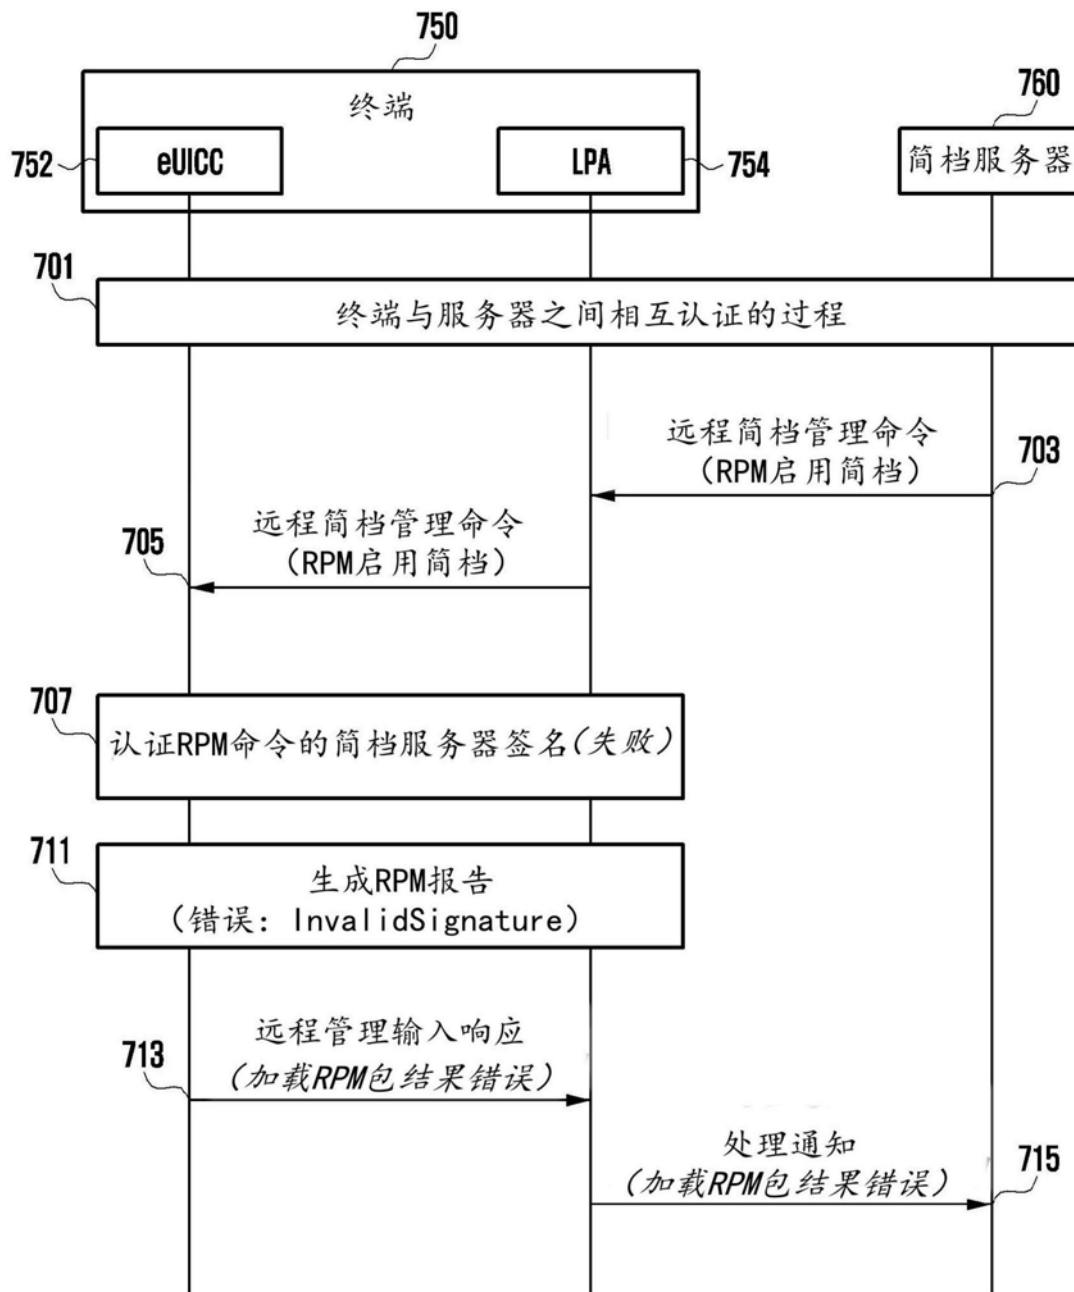 750
终端
760
752
eUICC
LPA
754
简档服务器
701
终端与服务器之间相互认证的过程
远程简档管理命令
(RPM启用简档)
703
远程简档管理命令
(RPM启用简档)
705
707
认证RPM命令的简档服务器签名(失败)
711
生成RPM报告
(错误: InvalidSignature)
远程管理输入响应
(加载RPM包结果错误)
713
处理通知
(加载RPM包结果错误)
715